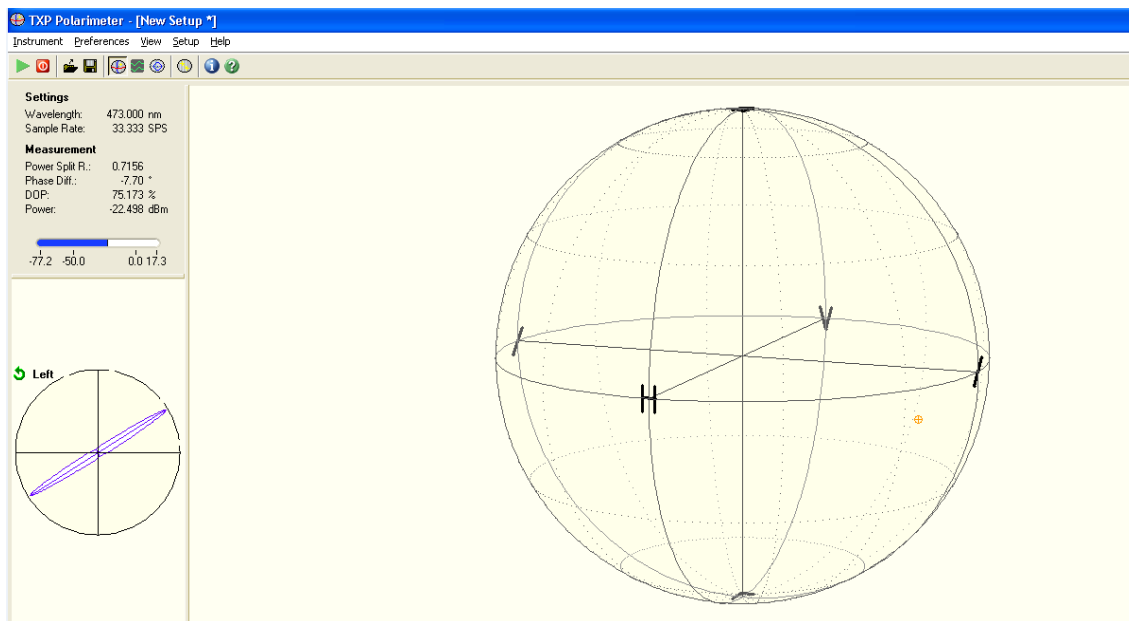 TXP Polarimeter - [New Setup *]
Instrument Preferences View Setup Help
Settings
Wavelength: 473.000 nm
Sample Rate: 33.333 SPS
Measurement
Power Split R.: 0.7156
Phase Diff.: -7.70 °
DOP: 75.173 %
Power: -22.498 dBm
-77.2 -50.0 0.0 17.3
Left
V
H